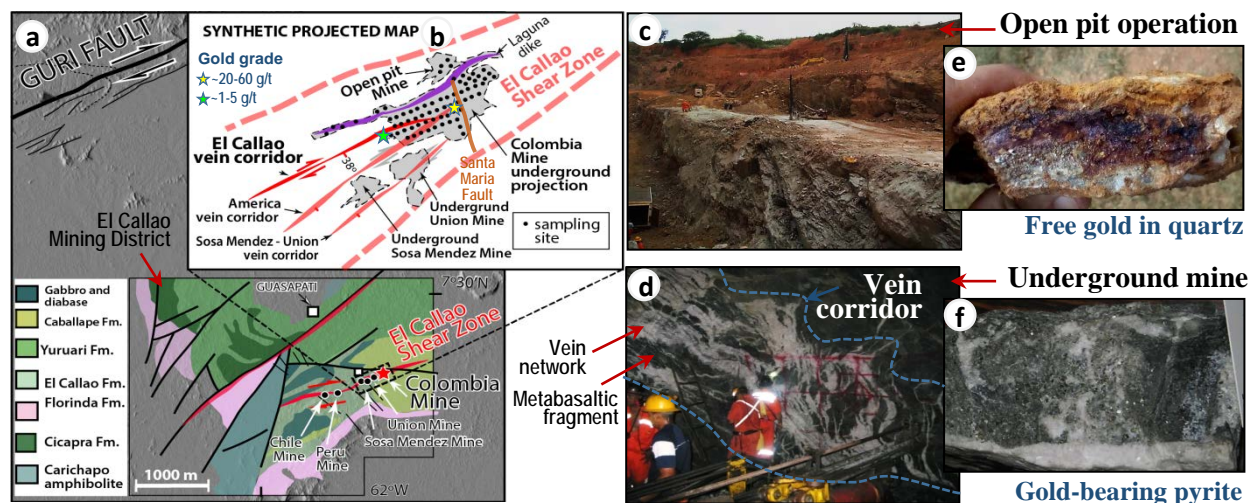 a
GURI FAULT
El Callao
Mining District
SYNTHETIC PROJECTED MAP
b
Gold grade
~20-60 g/t
~1-5 g/t
Open pit
Mine
Laguna
dike
El Callao
Shear Zone
El Callao
vein corridor
38°
Santa
Maria
Fault
Colombia
Mine
underground
projection
America
vein corridor
Sosa Mendez - Union
vein corridor
Undergrund
Union Mine
Underground
Sosa Mendez Mine
• sampling
site
Gabbro and
diabase
Caballape Fm.
Yuruari Fm.
El Callao Fm.
Florinda Fm.
Cicapra Fm.
Carichapo
amphibolite
GUASAPATI
7°30'N
El Callao
Shear Zone
Colombia
Mine
Union Mine
Sosa Mendez Mine
Peru
Mine
Chile
Mine
1000 m
62°W
c
Open pit operation
e
Free gold in quartz
d
Vein
corridor
Vein
network
Metabasaltic
fragment
Underground mine
f
Gold-bearing pyrite